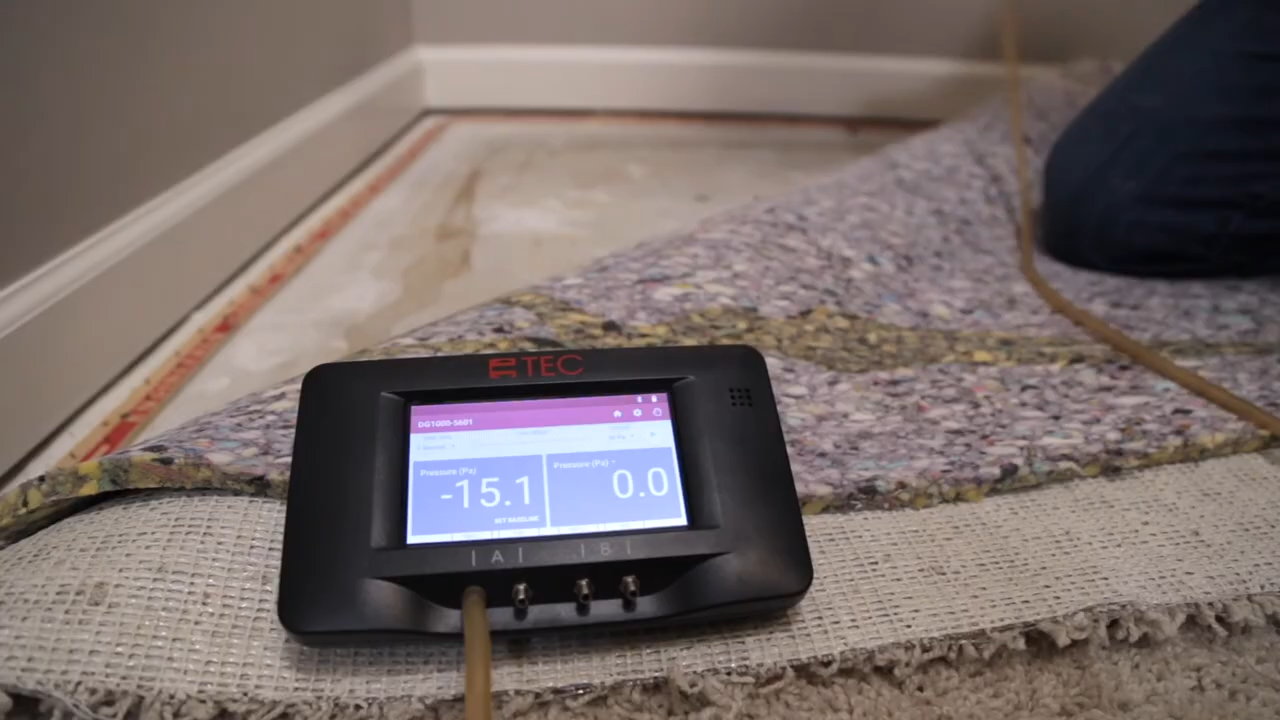 TEC
DG1000-5601
Pressure (Pa)
-15.1
SET BASELINE
Pressure (Pa)
0.0
A B